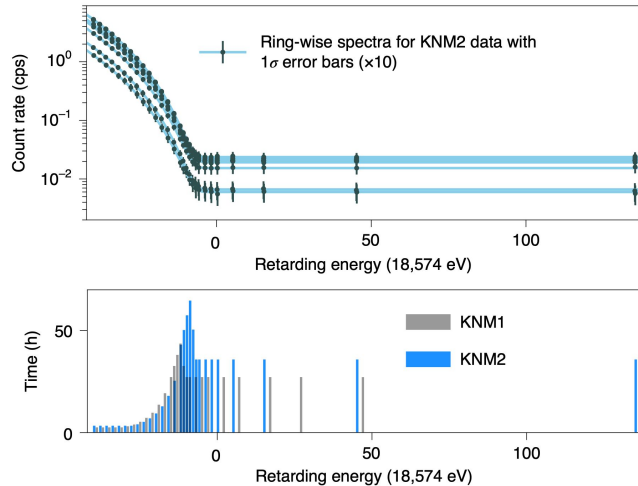 Count rate (cps)
10⁰
10⁻¹
10⁻²
Ring-wise spectra for KNM2 data with
1σ error bars (×10)
0
50
100
Retarding energy (18,574 eV)
Time (h)
50
0
KNM1
KNM2
0
50
100
Retarding energy (18,574 eV)